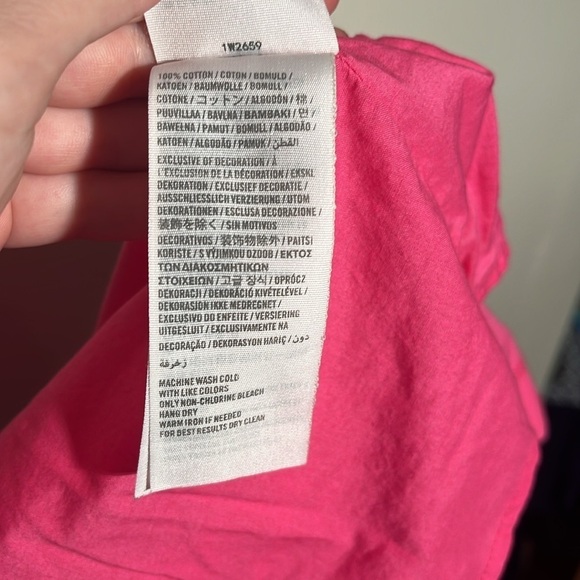 1W2659
100% COTTON / COTON / BOMULD /
KATOEN / BAUMWOLLE / BOMULL /
COTONE / コットン / ALGODÓN / 棉 /
PUUVILLAA / BAVLNA / ΒΑΜΒΑΚΙ / 면 /
BAWEŁNA / PAMUT / BOMULL / ALGODÃO /
KATOEN / ALGODÃO / PAMUK / القطن /
EXCLUSIVE OF DECORATION / À
L'EXCLUSION DE LA DÉCORATION / EKSKL
DEKORATION / EXCLUSIEF DECORATIE /
AUSSCHLIESSLICH VERZIERUNG / UTOM
DEKORATIONEN / ESCLUSA DECORAZIONE /
装飾を除く / SIN MOTIVOS
DECORATIVOS / 装饰物除外 / PAITSI
KORISTE / S VÝJIMKOU OZDOB / ΕΚΤΟΣ
ΤΩΝ ΔΙΑΚΟΣΜΗΤΙΚΩΝ
ΣΤΟΙΧΕΙΩΝ / 고글 장식 / OPRÓCZ
DEKORACJI / DEKORÁCIÓ KIVÉTELÉVEL /
DEKORASJON IKKE MEDREGNET /
EXCLUSIVO DO ENFEITE / VERSIERING
UITGESLUIT / EXCLUSIVAMENTE NA
DECORAÇÃO / DEKORASYON HARİÇ / دون
زخرفة
MACHINE WASH COLD
WITH LIKE COLORS
ONLY NON-CHLORINE BLEACH
HANG DRY
WARM IRON IF NEEDED
FOR BEST RESULTS DRY CLEAN